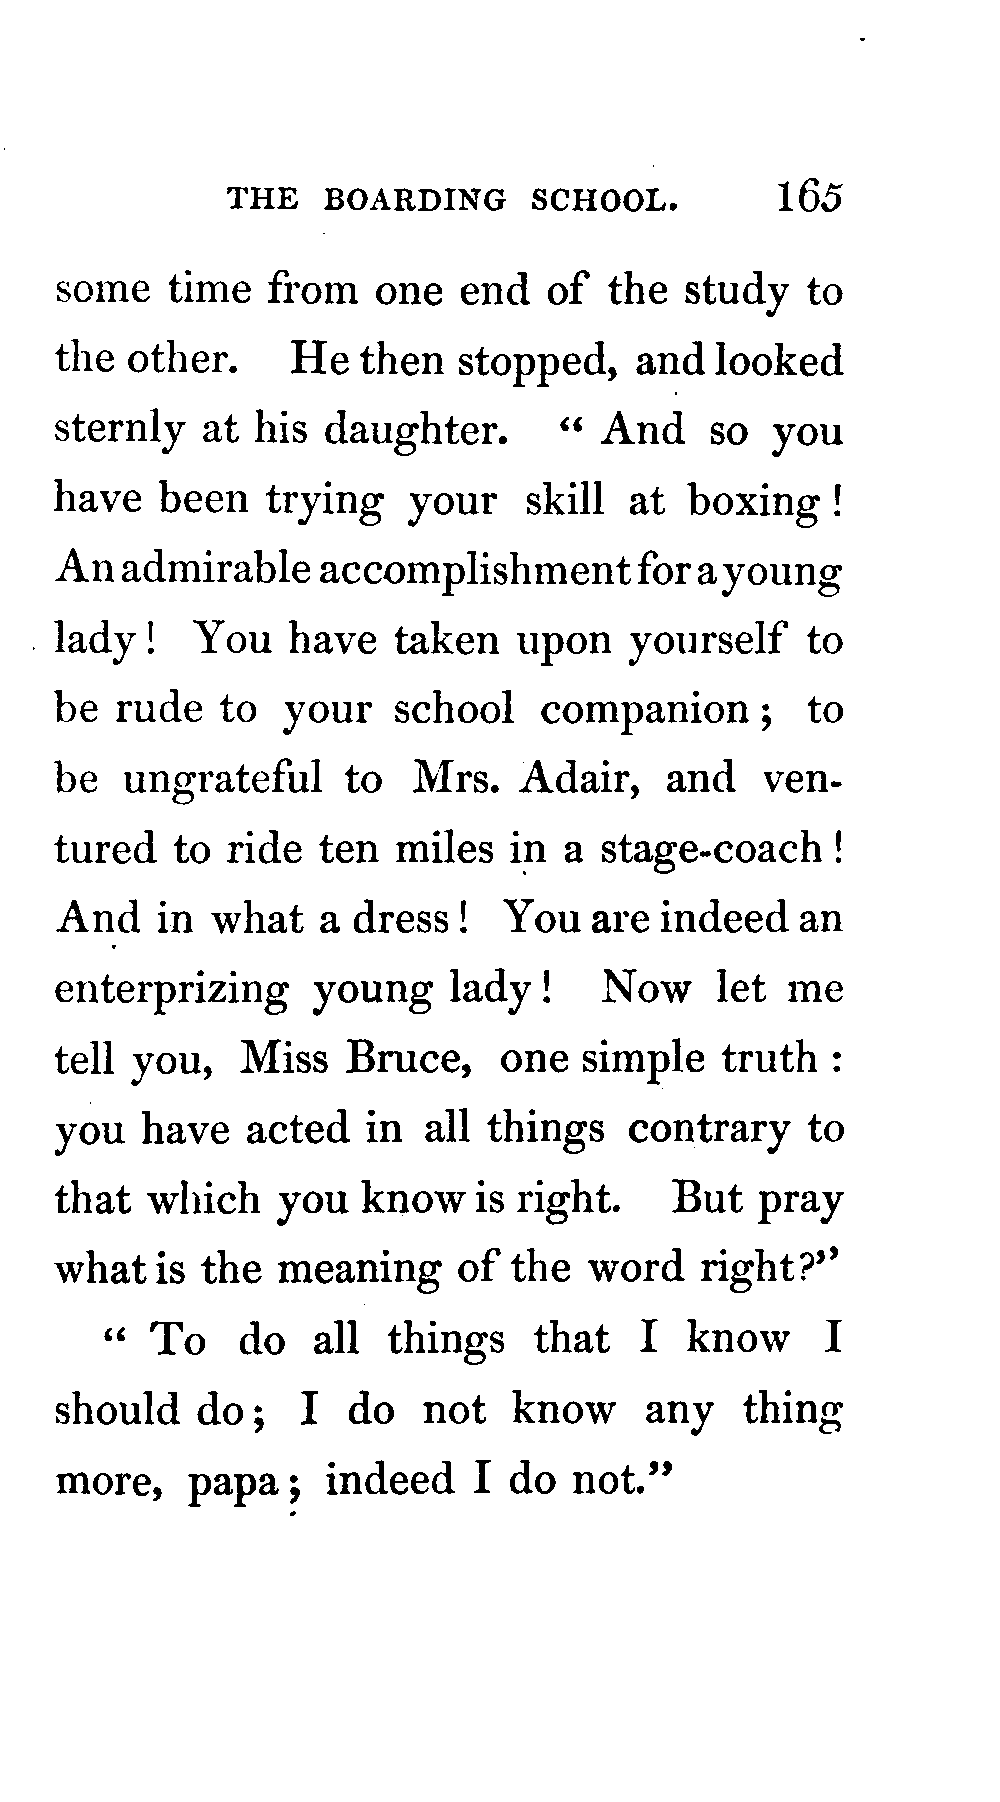 THE BOARDING SCHOOL. 165
some time from one end of the study to
the other. He then stopped, and looked
sternly at his daughter. “ And so you
have been trying your skill at boxing !
An admirable accomplishment for a young
lady ! You have taken upon yourself to
be rude to your school companion ; to
be ungrateful to Mrs. Adair, and ven-
tured to ride ten miles in a stage-coach !
And in what a dress ! You are indeed an
enterprizing young lady ! Now let me
tell you, Miss Bruce, one simple truth :
you have acted in all things contrary to
that which you know is right. But pray
what is the meaning of the word right?”
“ To do all things that I know I
should do ; I do not know any thing
more, papa ; indeed I do not.”